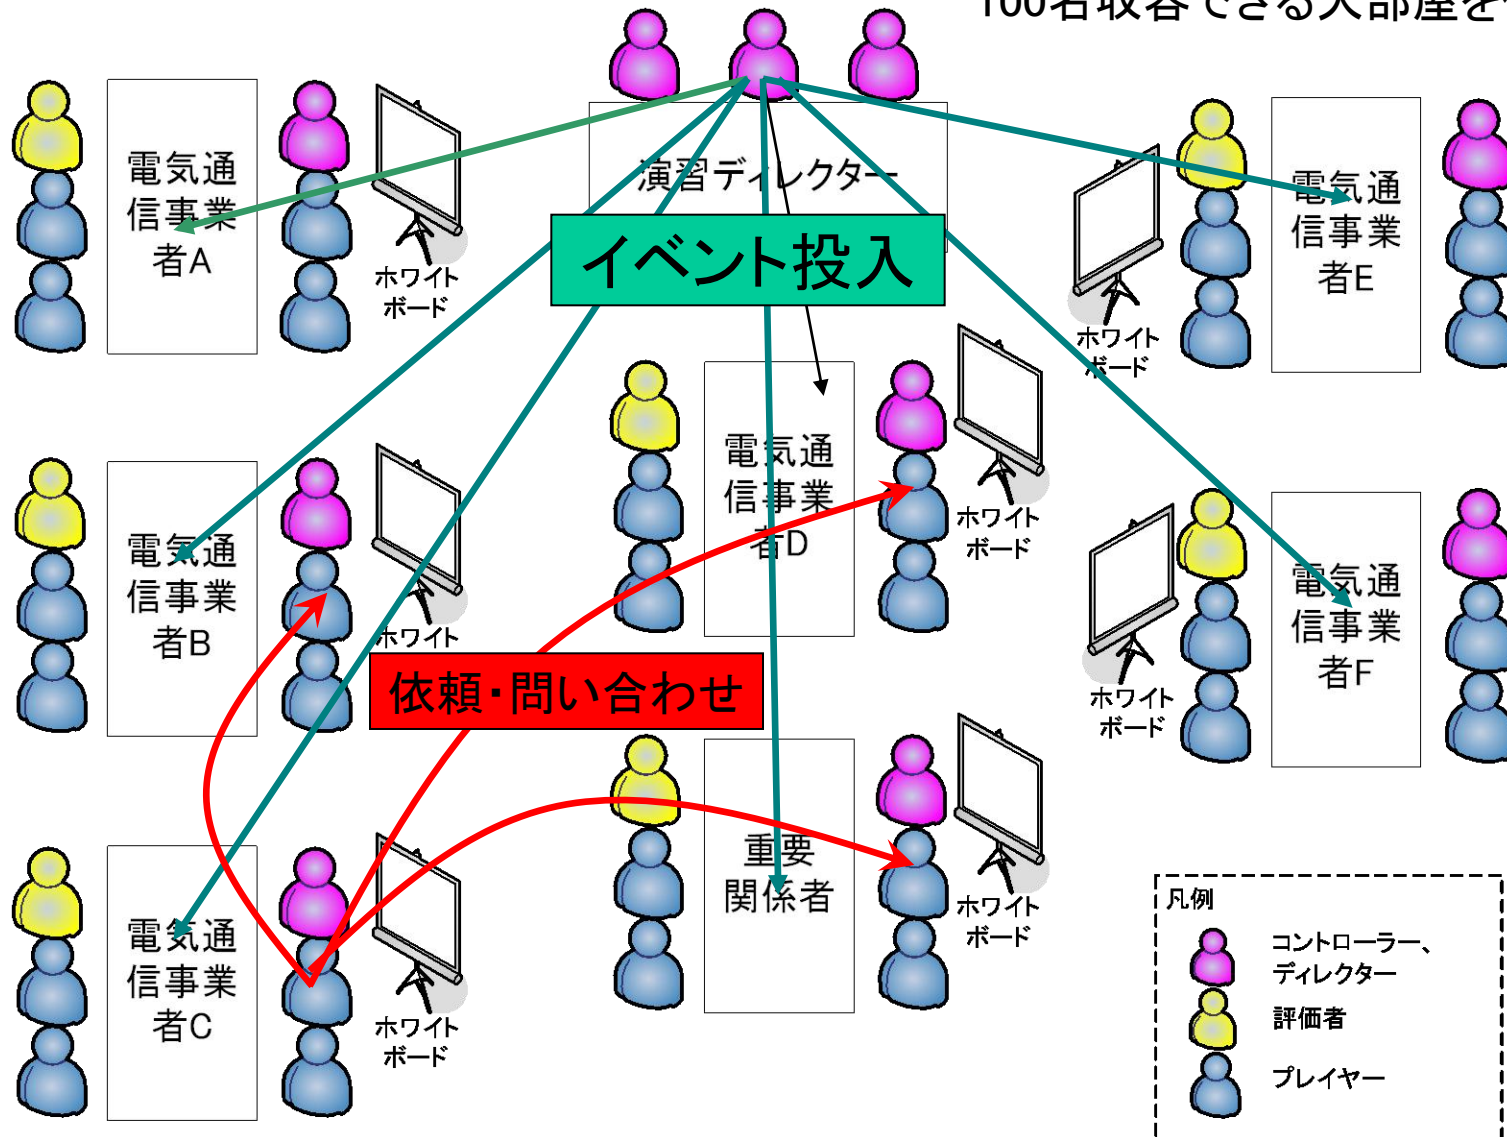 100名収容できる大部屋を
演習ディレクター
イベント投入
電気通
信事業
者A
ホワイト
ボード
電気通
信事業
者E
ホワイト
ボード
電気通
信事業
者D
ホワイト
ボード
電気通
信事業
者B
ホワイト
電気通
信事業
者F
ホワイト
ボード
依頼・問い合わせ
重要
関係者
ホワイト
ボード
電気通
信事業
者C
ホワイト
ボード
凡例
コントローラー、
ディレクター
評価者
プレイヤー